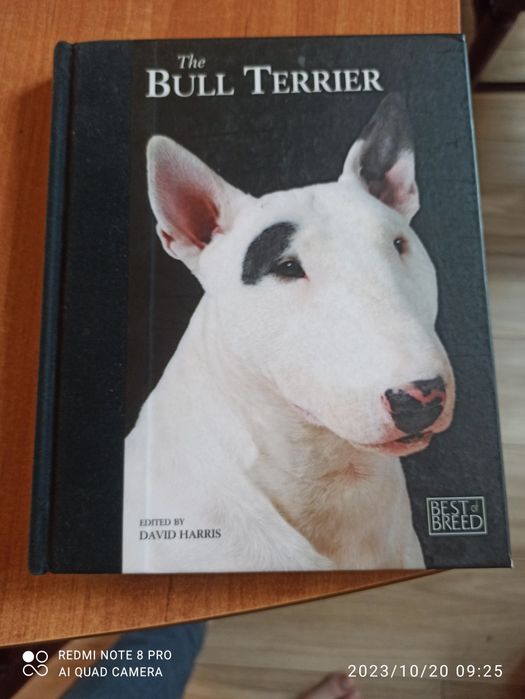 The
BULL TERRIER
EDITED BY
DAVID HARRIS
BEST of
BREED
REDMI NOTE 8 PRO
AI QUAD CAMERA
2023/10/20 09:25